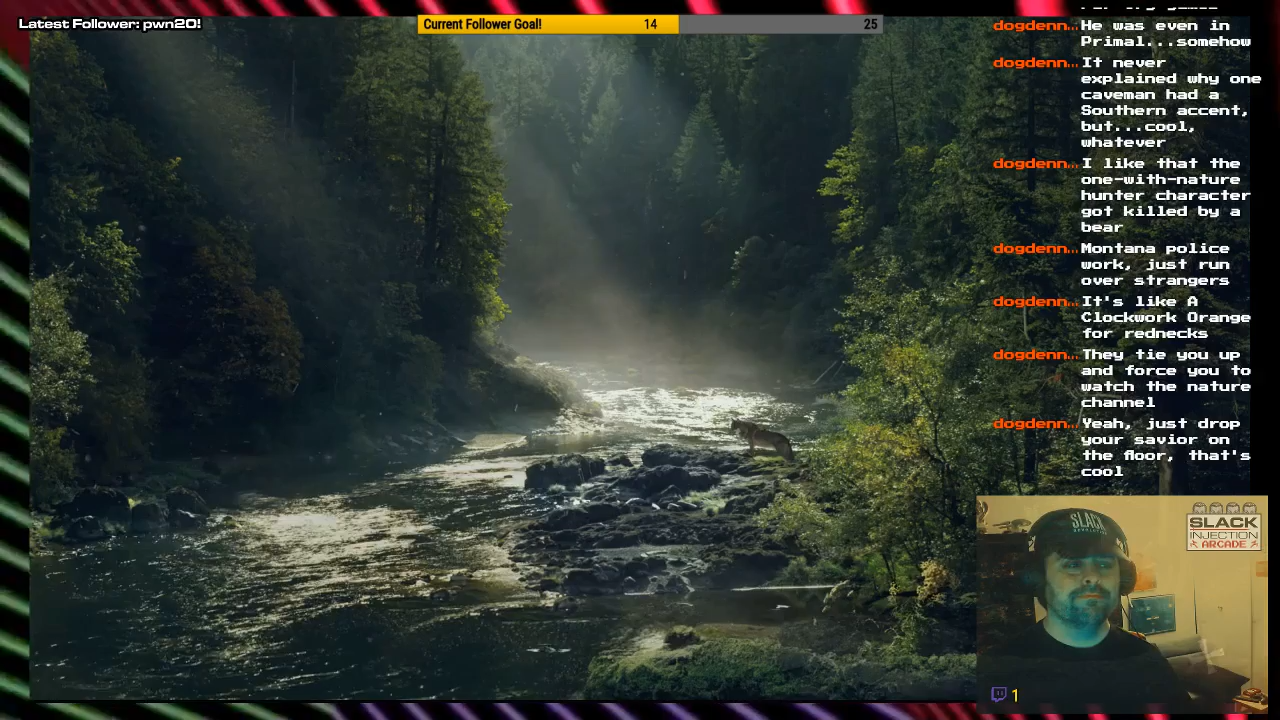 Latest Follower: pwn20!
Current Follower Goal! 14 25
dogdenn... He was even in
Primal...somehow
dogdenn... It never
explained why one
caveman had a
Southern accent,
but...cool,
whatever
dogdenn... I like that the
one-with-nature
hunter character
got killed by a
bear
dogdenn... Montana police
work, just run
over strangers
dogdenn... It's like A
Clockwork Orange
for rednecks
dogdenn... They tie you up
and force you to
watch the nature
channel
dogdenn... Yeah, just drop
your savior on
the floor, that's
cool
SLACK
SLACK
INJECTION
ARCADE
1